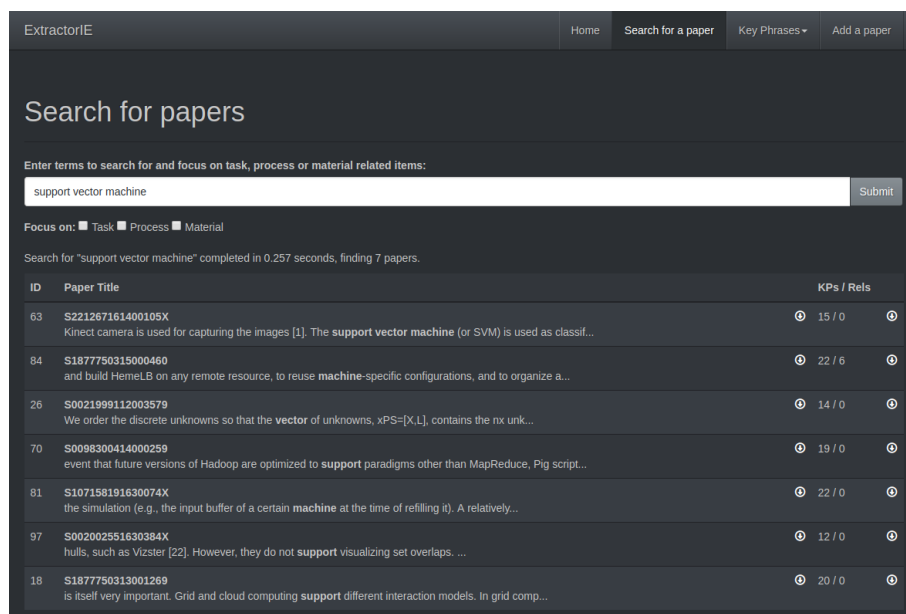 ExtractorIE Home Search for a paper Key Phrases Add a paper
Search for papers
Enter terms to search for and focus on task, process or material related items:
support vector machine Submit
Focus on: Task Process Material
Search for "support vector machine" completed in 0.257 seconds, finding 7 papers.
ID Paper Title KPs / Rels
63 S221267161400105X 15 / 0
Kinect camera is used for capturing the images [1]. The support vector machine (or SVM) is used as classif...
84 S1877750315000460 22 / 6
and build HemeLB on any remote resource, to reuse machine-specific configurations, and to organize a...
26 S0021999112003579 14 / 0
We order the discrete unknowns so that the vector of unknowns, xPS=[X,L], contains the nx unk...
70 S0098300414000259 19 / 0
event that future versions of Hadoop are optimized to support paradigms other than MapReduce, Pig script...
81 S107158191630074X 22 / 0
the simulation (e.g., the input buffer of a certain machine at the time of refilling it). A relatively...
97 S002002551630384X 12 / 0
hulls, such as Vizster [22]. However, they do not support visualizing set overlaps. ...
18 S1877750313001269 20 / 0
is itself very important. Grid and cloud computing support different interaction models. In grid comp...